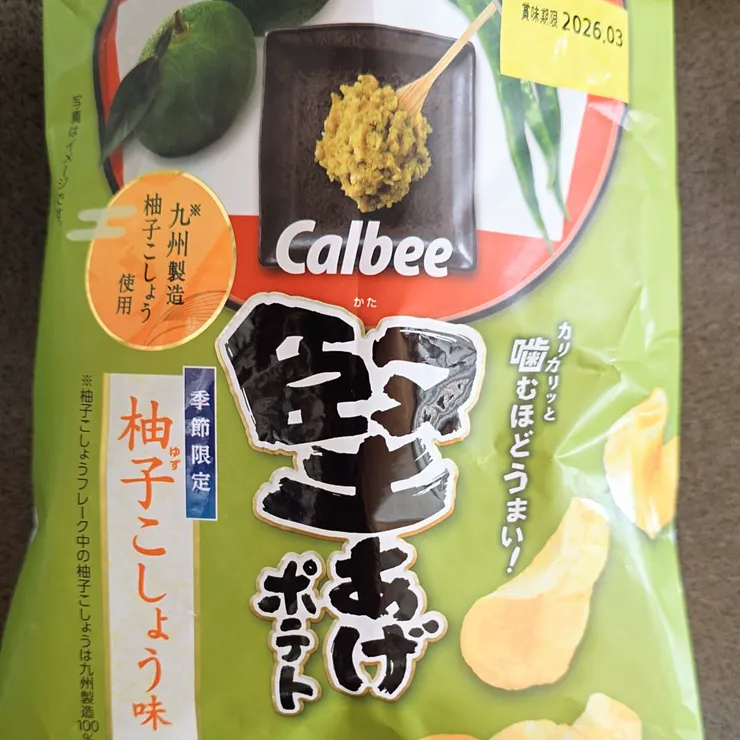 賞味期限 2026.03
写真はイメージです。
※
九州製造
柚子こしょう
使用
Calbee
かた
堅あげ
ポテト
カリカリッと
噛むほどうまい!
季節限定
ゆず
柚子こしょう味
※柚子こしょうフレーク中の柚子こしょうは九州製造100%